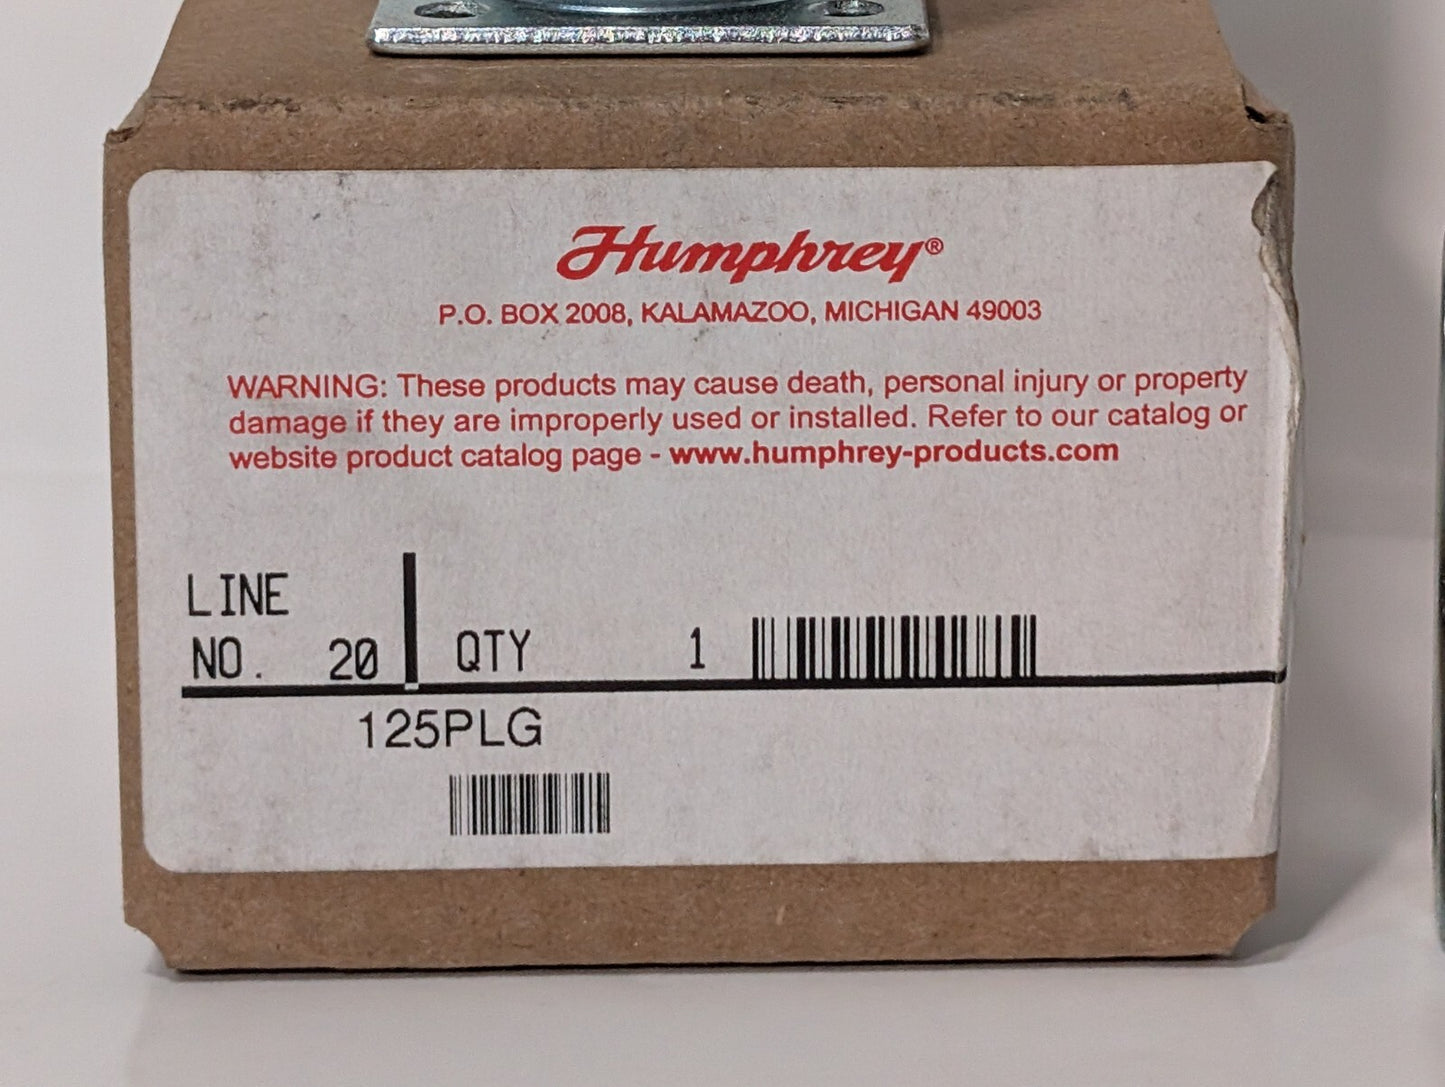 Humphrey®
P.O. BOX 2008, KALAMAZOO, MICHIGAN 49003
WARNING: These products may cause death, personal injury or property
damage if they are improperly used or installed. Refer to our catalog or
website product catalog page - www.humphrey-products.com
LINE
NO. 20 QTY 1
125PLG